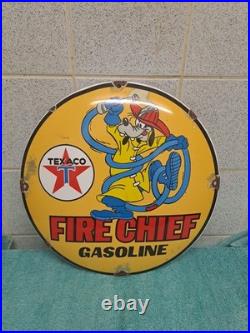 TEXACO
T
FIRE CHIEF
GASOLINE